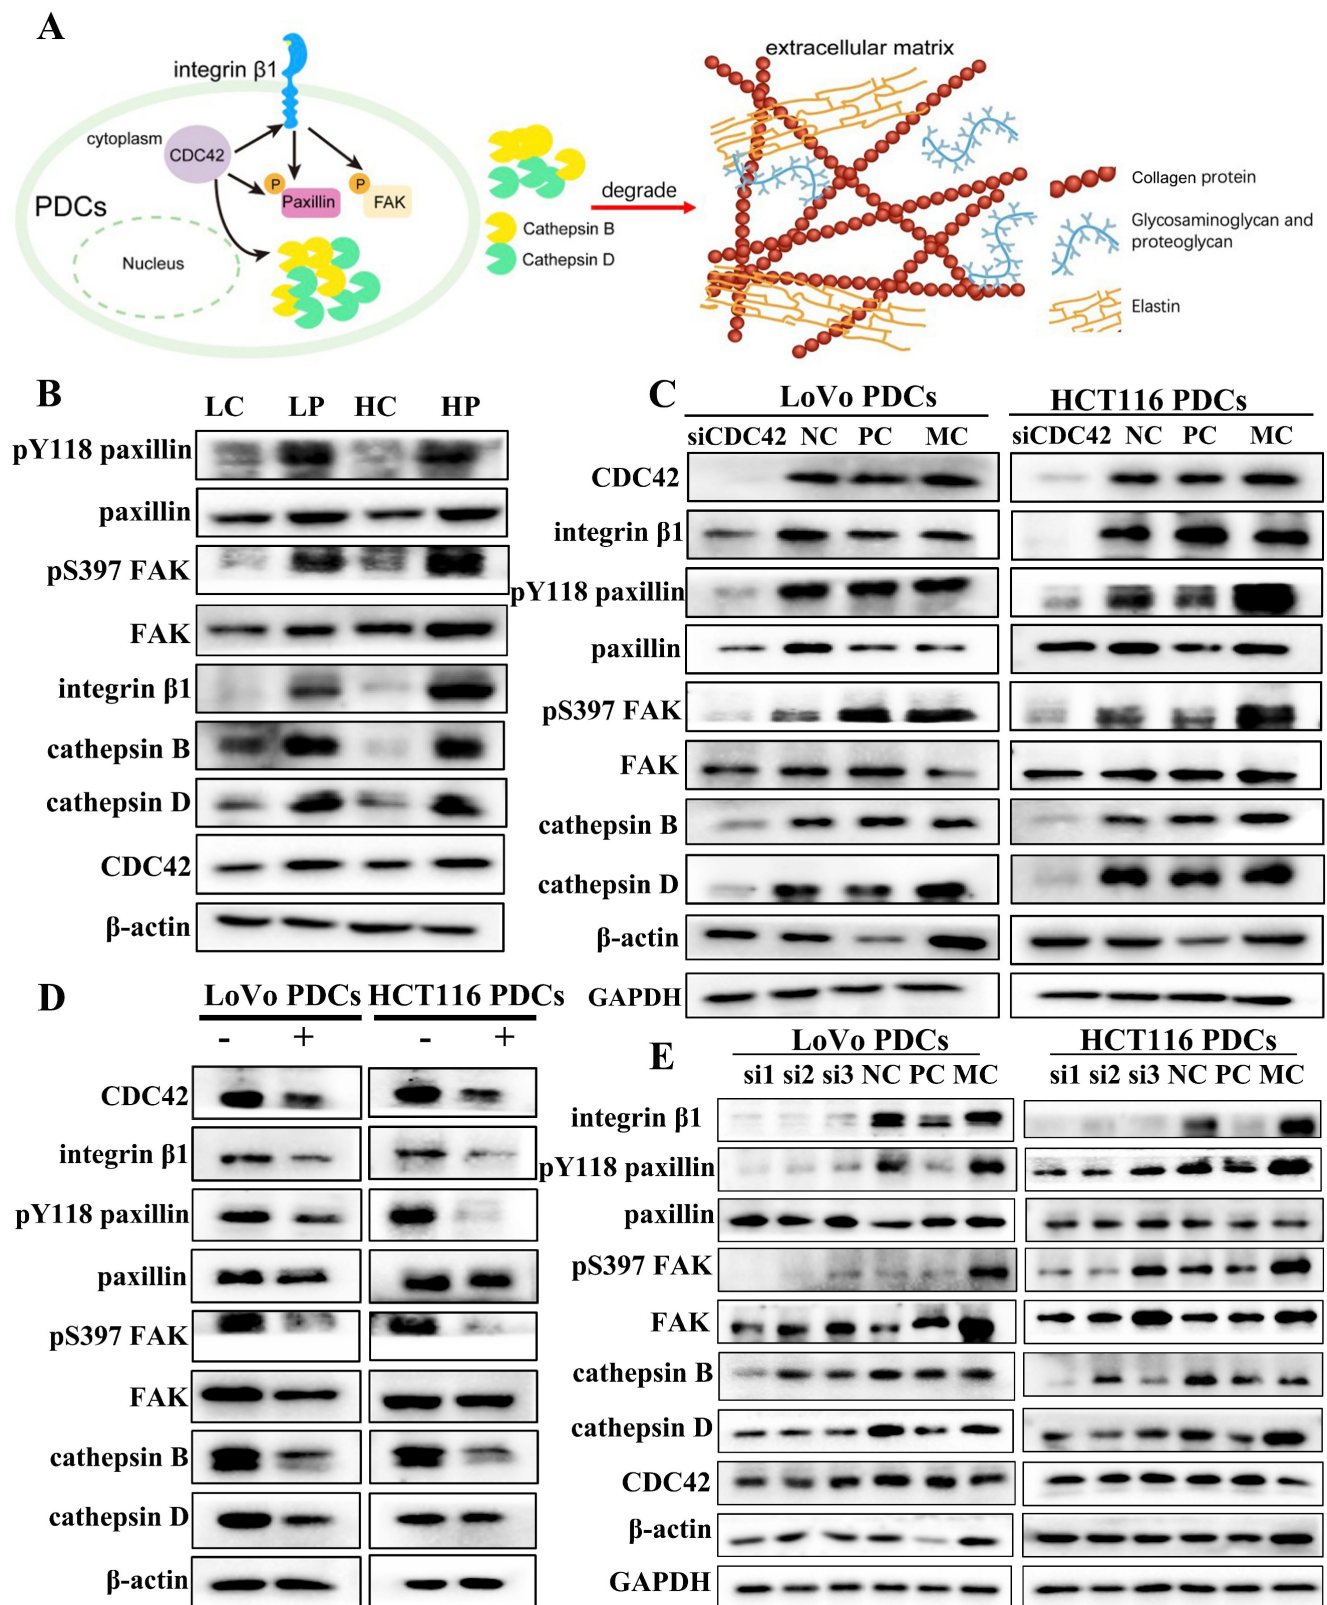 A
integrin β1
extracellular matrix
cytoplasm
CDC42
P
P
Paxillin
FAK
PDCs
Nucleus
degrade
Cathepsin B
Cathepsin D
Collagen protein
Glycosaminoglycan and
proteoglycan
Elastin
B
LC LP HC HP
pY118 paxillin
paxillin
pS397 FAK
FAK
integrin β1
cathepsin B
cathepsin D
CDC42
β-actin
C
LoVo PDCs HCT116 PDCs
siCDC42 NC PC MC siCDC42 NC PC MC
CDC42
integrin β1
pY118 paxillin
paxillin
pS397 FAK
FAK
cathepsin B
cathepsin D
β-actin
GAPDH
D
LoVo PDCs HCT116 PDCs
- + - +
CDC42
integrin β1
pY118 paxillin
paxillin
pS397 FAK
FAK
cathepsin B
cathepsin D
β-actin
E
LoVo PDCs HCT116 PDCs
si1 si2 si3 NC PC MC si1 si2 si3 NC PC MC
integrin β1
pY118 paxillin
paxillin
pS397 FAK
FAK
cathepsin B
cathepsin D
CDC42
β-actin
GAPDH